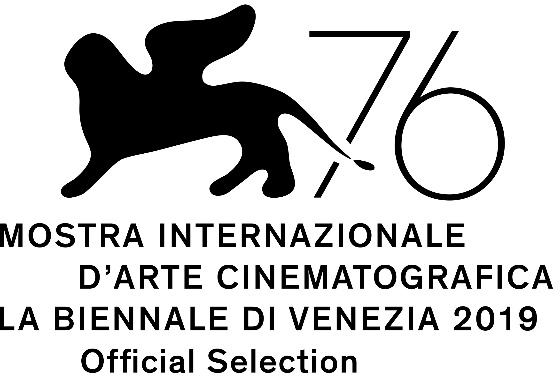 76
MOSTRA INTERNAZIONALE
D'ARTE CINEMATOGRAFICA
LA BIENNALE DI VENEZIA 2019
Official Selection